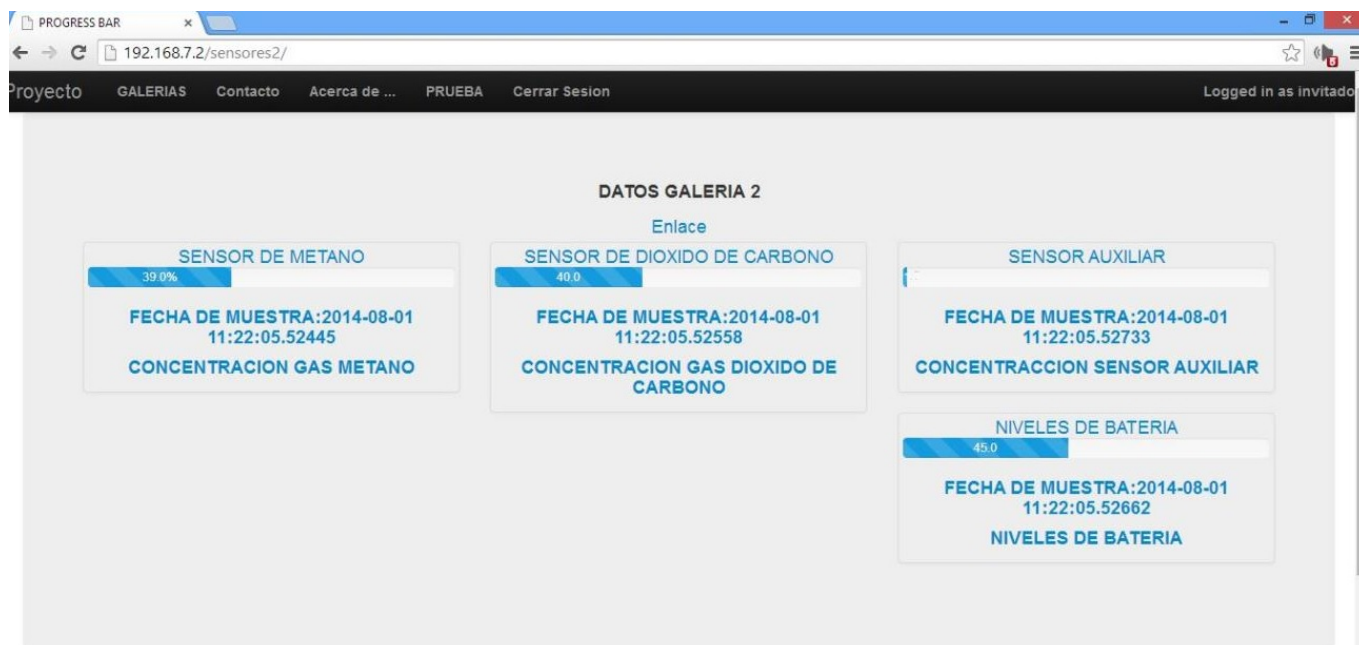 PROGRESS BAR
192.168.7.2/sensores2/
Proyecto GALERIAS Contacto Acerca de ... PRUEBA Cerrar Sesion Logged in as invitado
DATOS GALERIA 2
Enlace
SENSOR DE METANO
39.0%
FECHA DE MUESTRA:2014-08-01
11:22:05.52445
CONCENTRACION GAS METANO
SENSOR DE DIOXIDO DE CARBONO
40.0
FECHA DE MUESTRA:2014-08-01
11:22:05.52558
CONCENTRACION GAS DIOXIDO DE
CARBONO
SENSOR AUXILIAR
FECHA DE MUESTRA:2014-08-01
11:22:05.52733
CONCENTRACCION SENSOR AUXILIAR
NIVELES DE BATERIA
45.0
FECHA DE MUESTRA:2014-08-01
11:22:05.52662
NIVELES DE BATERIA